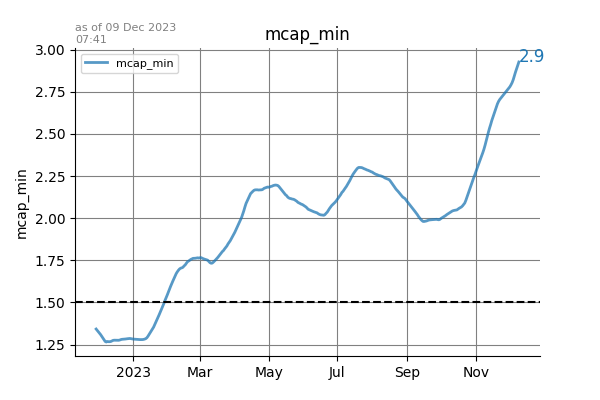 as of 09 Dec 2023
07:41
mcap_min
3.00
2.75
2.50
2.25
2.00
1.75
1.50
1.25
mcap_min
mcap_min
2.9
2023 Mar May Jul Sep Nov